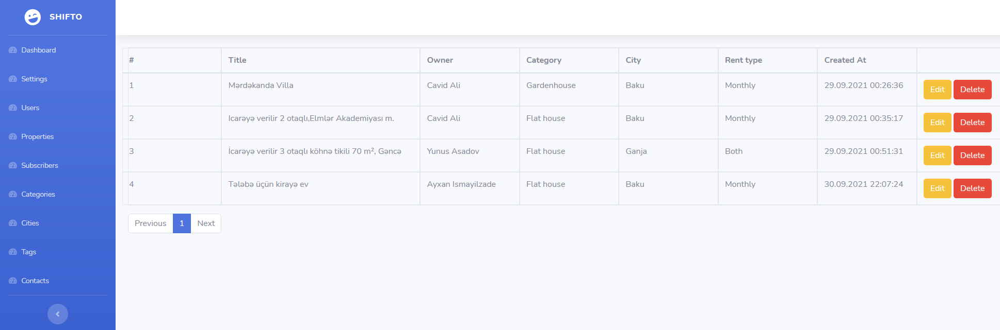 SHIFTO
Dashboard
Settings
Users
Properties
Subscribers
Categories
Cities
Tags
Contacts
# Title Owner Category City Rent type Created At
1 Mərdəkanda Villa Cavid Ali Gardenhouse Baku Monthly 29.09.2021 00:26:36 Edit Delete
2 Icarəyə verilir 2 otaqlı,Elmlər Akademiyası m. Cavid Ali Flat house Baku Monthly 29.09.2021 00:35:17 Edit Delete
3 İcarəyə verilir 3 otaqlı köhnə tikili 70 m², Gəncə Yunus Asadov Flat house Ganja Both 29.09.2021 00:51:31 Edit Delete
4 Tələbə üçün kirayə ev Ayxan Ismayilzade Flat house Baku Monthly 30.09.2021 22:07:24 Edit Delete
Previous 1 Next